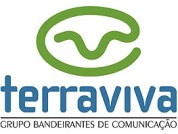 terraviva
GRUPO BANDEIRANTES DE COMUNICAÇÃO